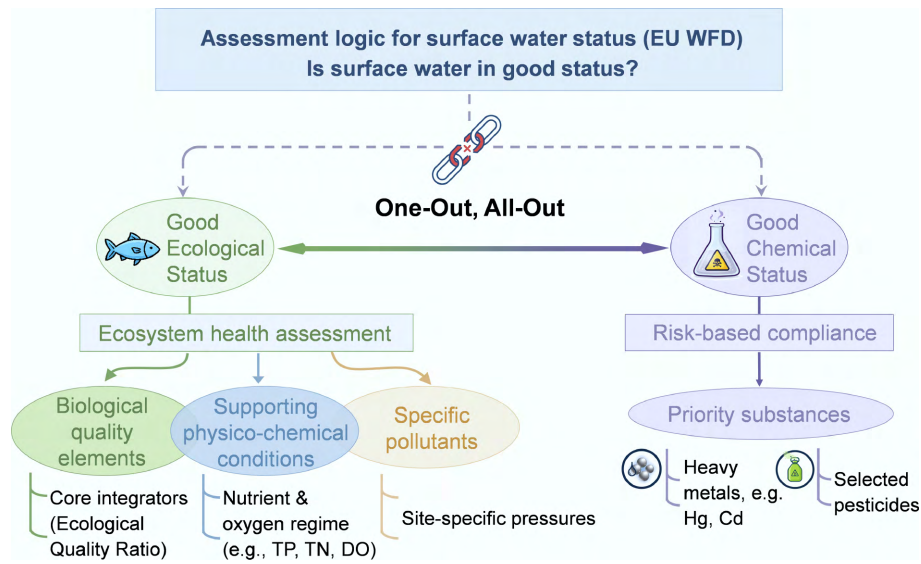 Assessment logic for surface water status (EU WFD)
Is surface water in good status?
One-Out, All-Out
Good
Ecological
Status
Good
Chemical
Status
Ecosystem health assessment
Risk-based compliance
Biological
quality
elements
Supporting
physico-chemical
conditions
Specific
pollutants
Priority substances
Core integrators
(Ecological
Quality Ratio)
Nutrient &
oxygen regime
(e.g., TP, TN, DO)
Site-specific pressures
Heavy
metals, e.g.
Hg, Cd
Selected
pesticides